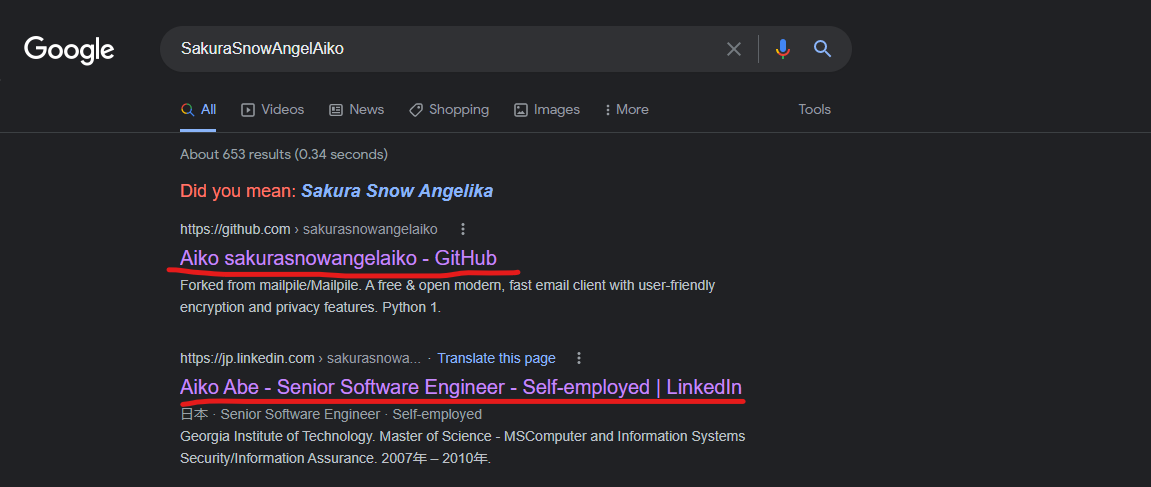 Google
SakuraSnowAngelAiko
All Videos News Shopping Images More Tools
About 653 results (0.34 seconds)
Did you mean: Sakura Snow Angelika
https://github.com › sakurasnowangelaiko
Aiko sakurasnowangelaiko - GitHub
Forked from mailpile/Mailpile. A free & open modern, fast email client with user-friendly
encryption and privacy features. Python 1.
https://jp.linkedin.com › sakurasnowa... · Translate this page
Aiko Abe - Senior Software Engineer - Self-employed | LinkedIn
日本 · Senior Software Engineer · Self-employed
Georgia Institute of Technology. Master of Science - MSComputer and Information Systems
Security/Information Assurance. 2007年 – 2010年.